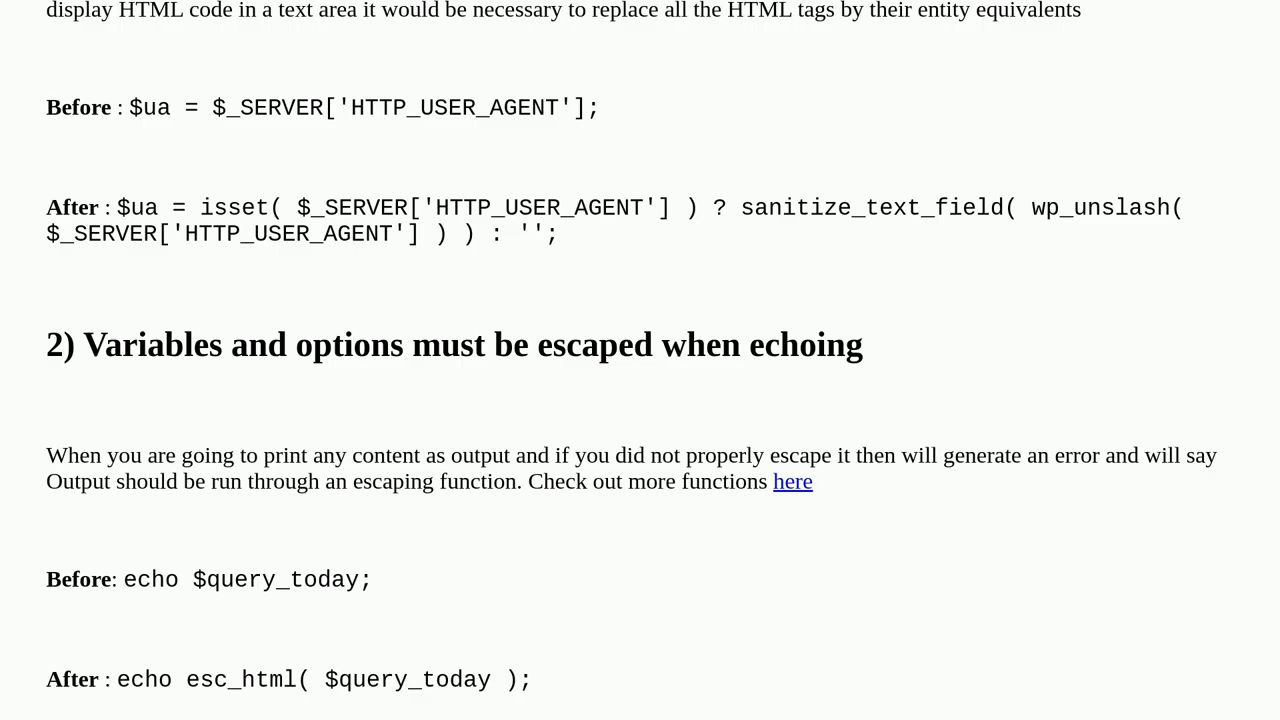 display HTML code in a text area it would be necessary to replace all the HTML tags by their entity equivalents
Before : $ua = $_SERVER['HTTP_USER_AGENT'];
After : $ua = isset( $_SERVER['HTTP_USER_AGENT'] ) ? sanitize_text_field( wp_unslash(
$_SERVER['HTTP_USER_AGENT'] ) ) : '';
2) Variables and options must be escaped when echoing
When you are going to print any content as output and if you did not properly escape it then will generate an error and will say
Output should be run through an escaping function. Check out more functions here
Before: echo $query_today;
After : echo esc_html( $query_today );